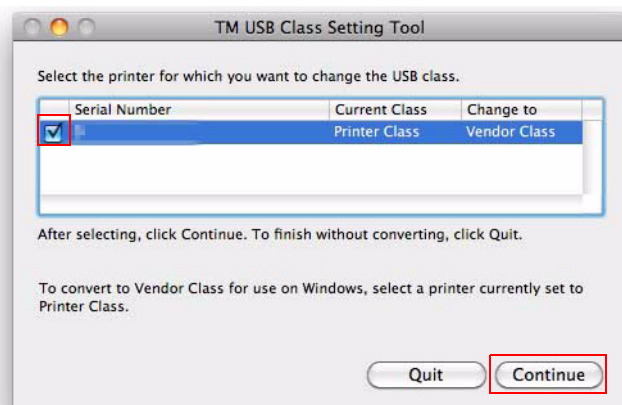 TM USB Class Setting Tool
Select the printer for which you want to change the USB class.
Serial Number Current Class Change to
Printer Class Vendor Class
After selecting, click Continue. To finish without converting, click Quit.
To convert to Vendor Class for use on Windows, select a printer currently set to
Printer Class.
Quit Continue